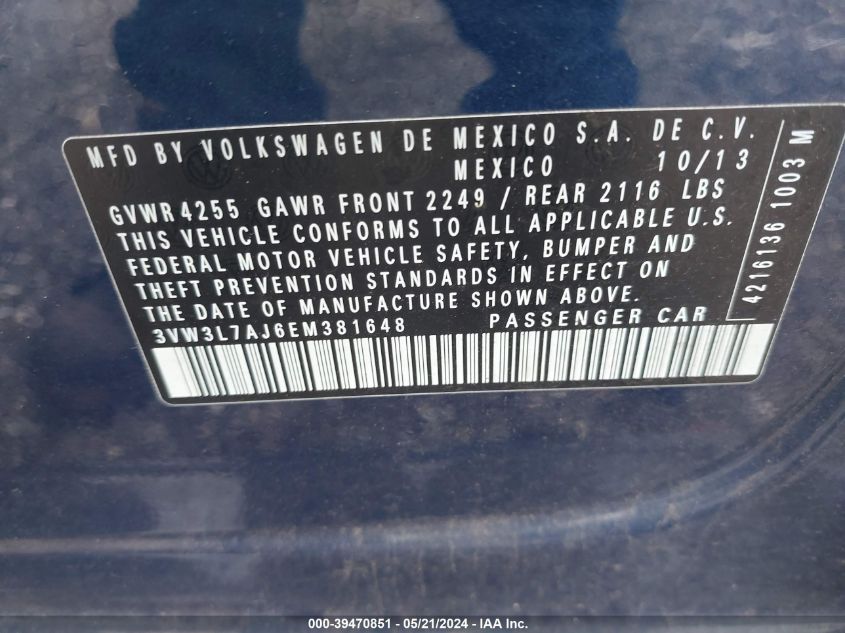 MFD BY VOLKSWAGEN DE MEXICO S.A. DE C.V.
MEXICO 10/13
GVWR 4255 GAWR FRONT 2249 / REAR 2116 LBS
THIS VEHICLE CONFORMS TO ALL APPLICABLE U.S.
FEDERAL MOTOR VEHICLE SAFETY, BUMPER AND
THEFT PREVENTION STANDARDS IN EFFECT ON
THE DATE OF MANUFACTURE SHOWN ABOVE.
3VW3L7AJ6EM381648 PASSENGER CAR
4216136 1003 M
000-39470851 / 05/21/2024 - IAA Inc.